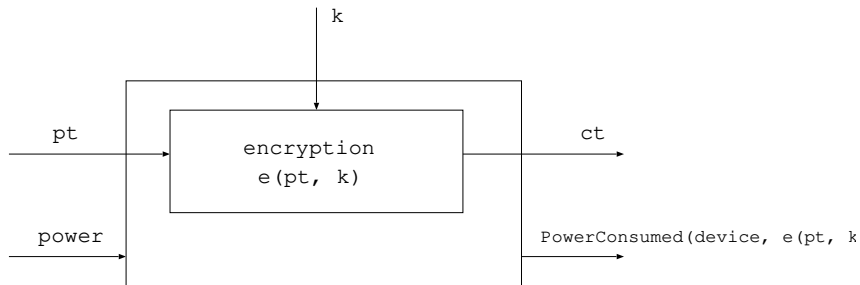 k
pt
encryption
e(pt, k)
ct
power
PowerConsumed(device, e(pt, k